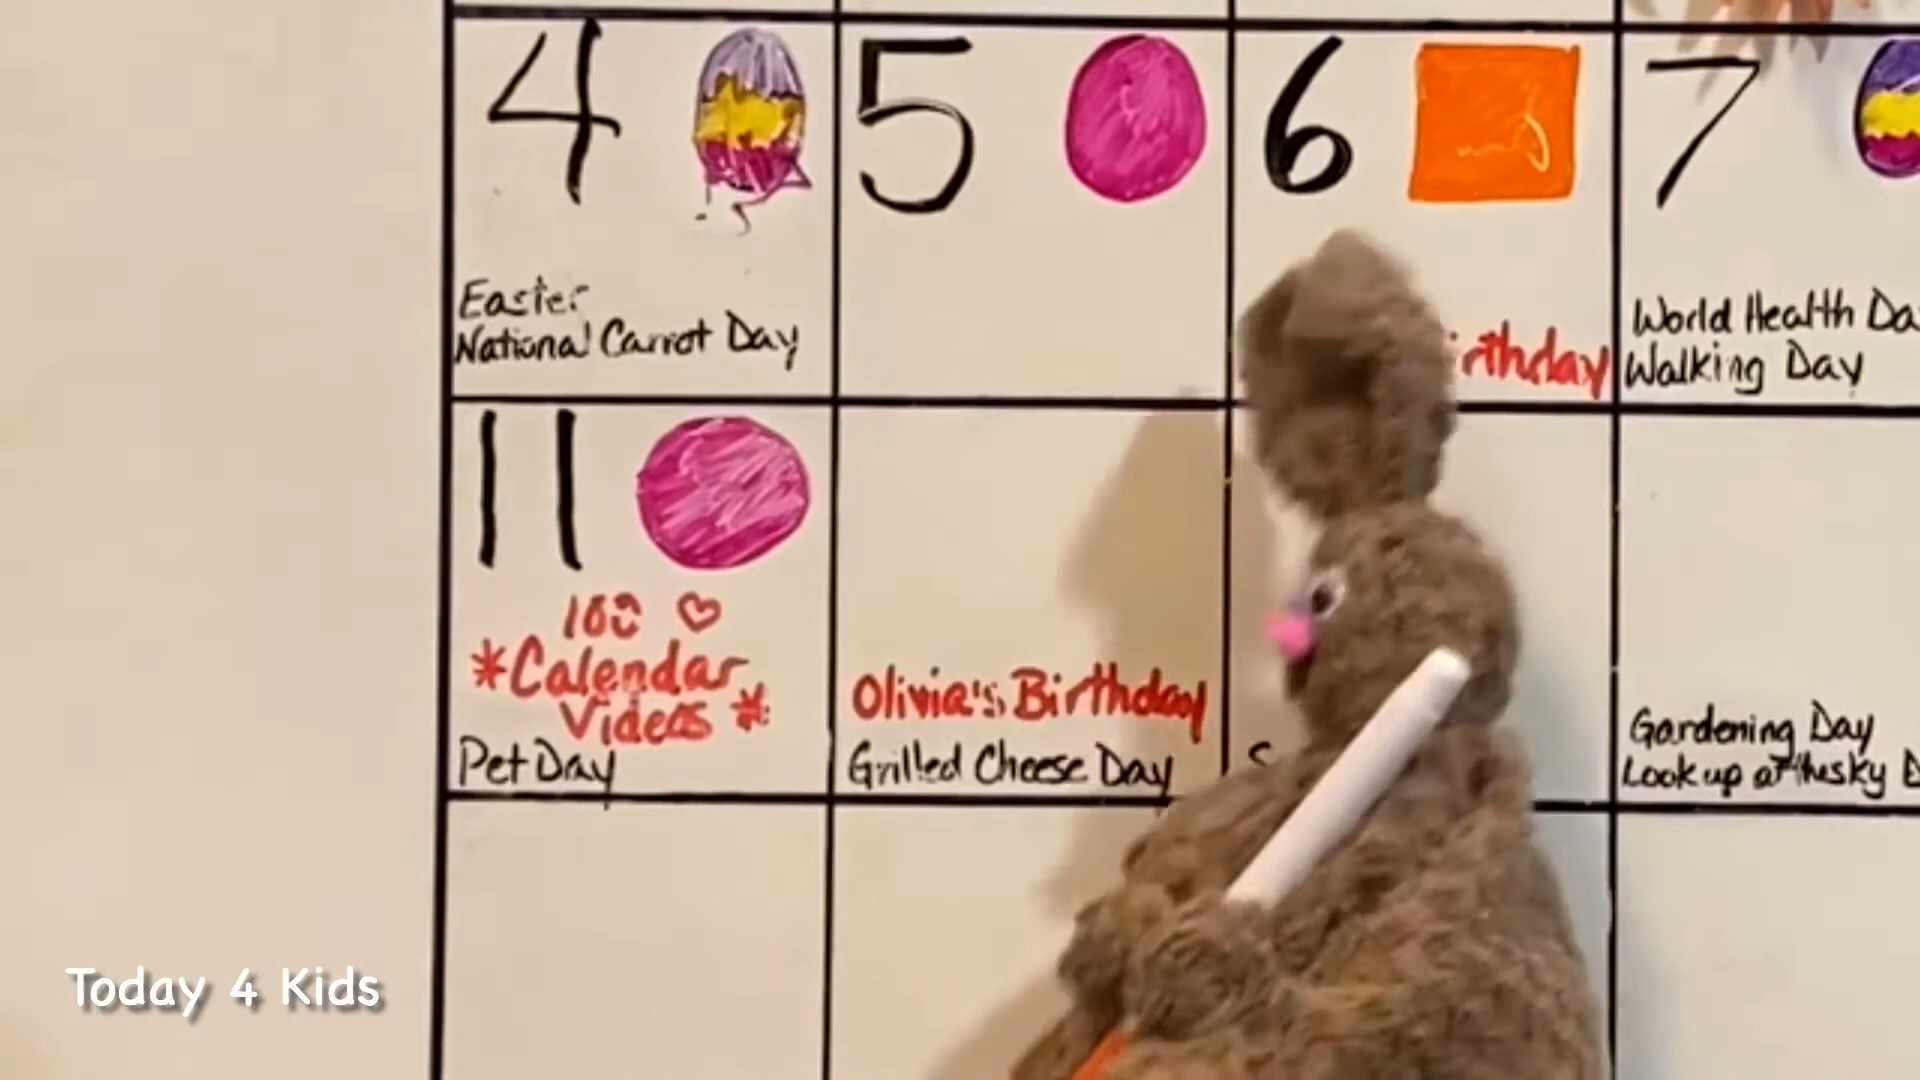 4
5
6
7
Easter
National Carrot Day
irthday
World Health Da
Walking Day
11
100
*Calendar
Videos*
Pet Day
Olivia's Birthday
Grilled Cheese Day
S
Gardening Day
Look up at the sky D
Today 4 Kids